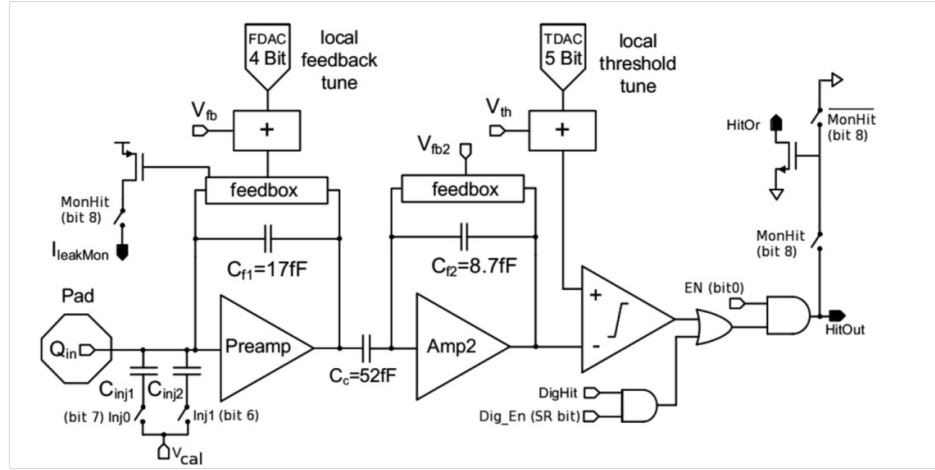 FDAC
4 Bit
local
feedback
tune
TDAC
5 Bit
local
threshold
tune
Vfb
+
Vfb2
Vth
+
HitOr
MonHit
(bit 8)
feedbox
feedbox
MonHit
(bit 8)
IleakMon
Cf1=17fF
Cf2=8.7fF
MonHit
(bit 8)
Pad
Qin
Preamp
Cc=52fF
Amp2
+
-
EN (bit0)
HitOut
Cinj1
Cinj2
(bit 7) Inj0
Inj1 (bit 6)
Vcal
DigHit
Dig_En (SR bit)